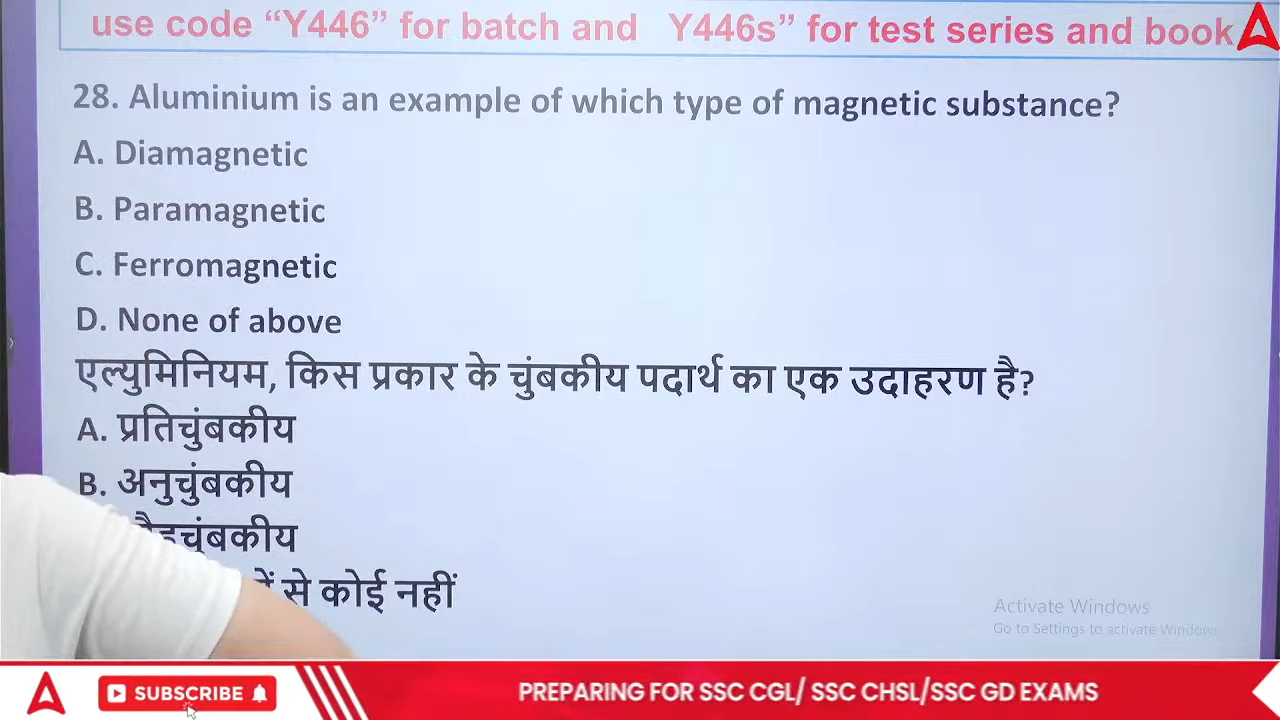 use code “Y446” for batch and Y446s” for test series and book
28. Aluminium is an example of which type of magnetic substance?
A. Diamagnetic
B. Paramagnetic
C. Ferromagnetic
D. None of above
एल्युमिनियम, किस प्रकार के चुंबकीय पदार्थ का एक उदाहरण है?
A. प्रतिचुंबकीय
B. अनुचुंबकीय
से कोई नहीं
Activate Windows
Go to Settings to activate Windows
SUBSCRIBE
PREPARING FOR SSC CGL/ SSC CHSL/SSC GD EXAMS